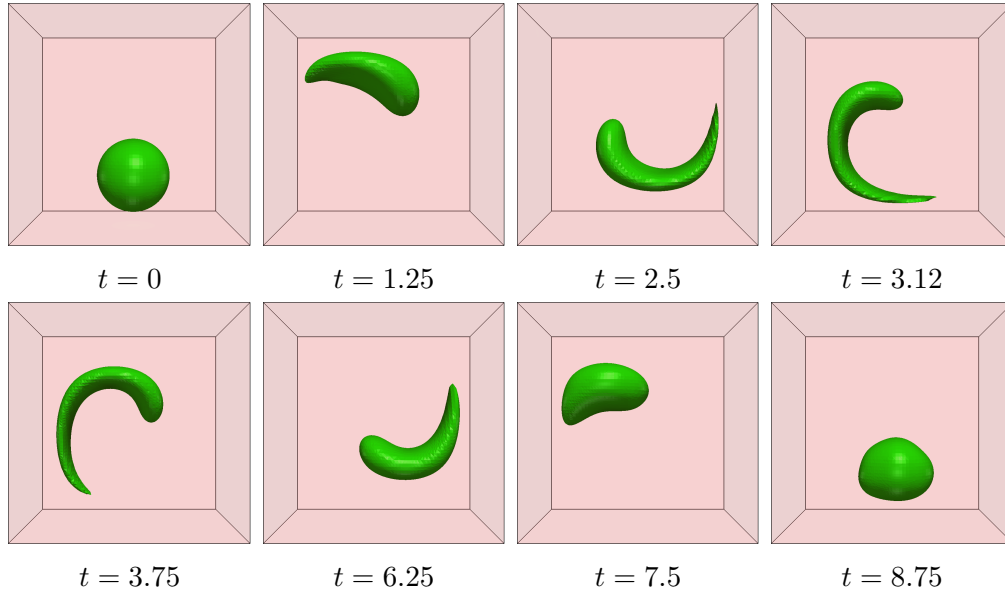 t = 0 t = 1.25 t = 2.5 t = 3.12
t = 3.75 t = 6.25 t = 7.5 t = 8.75